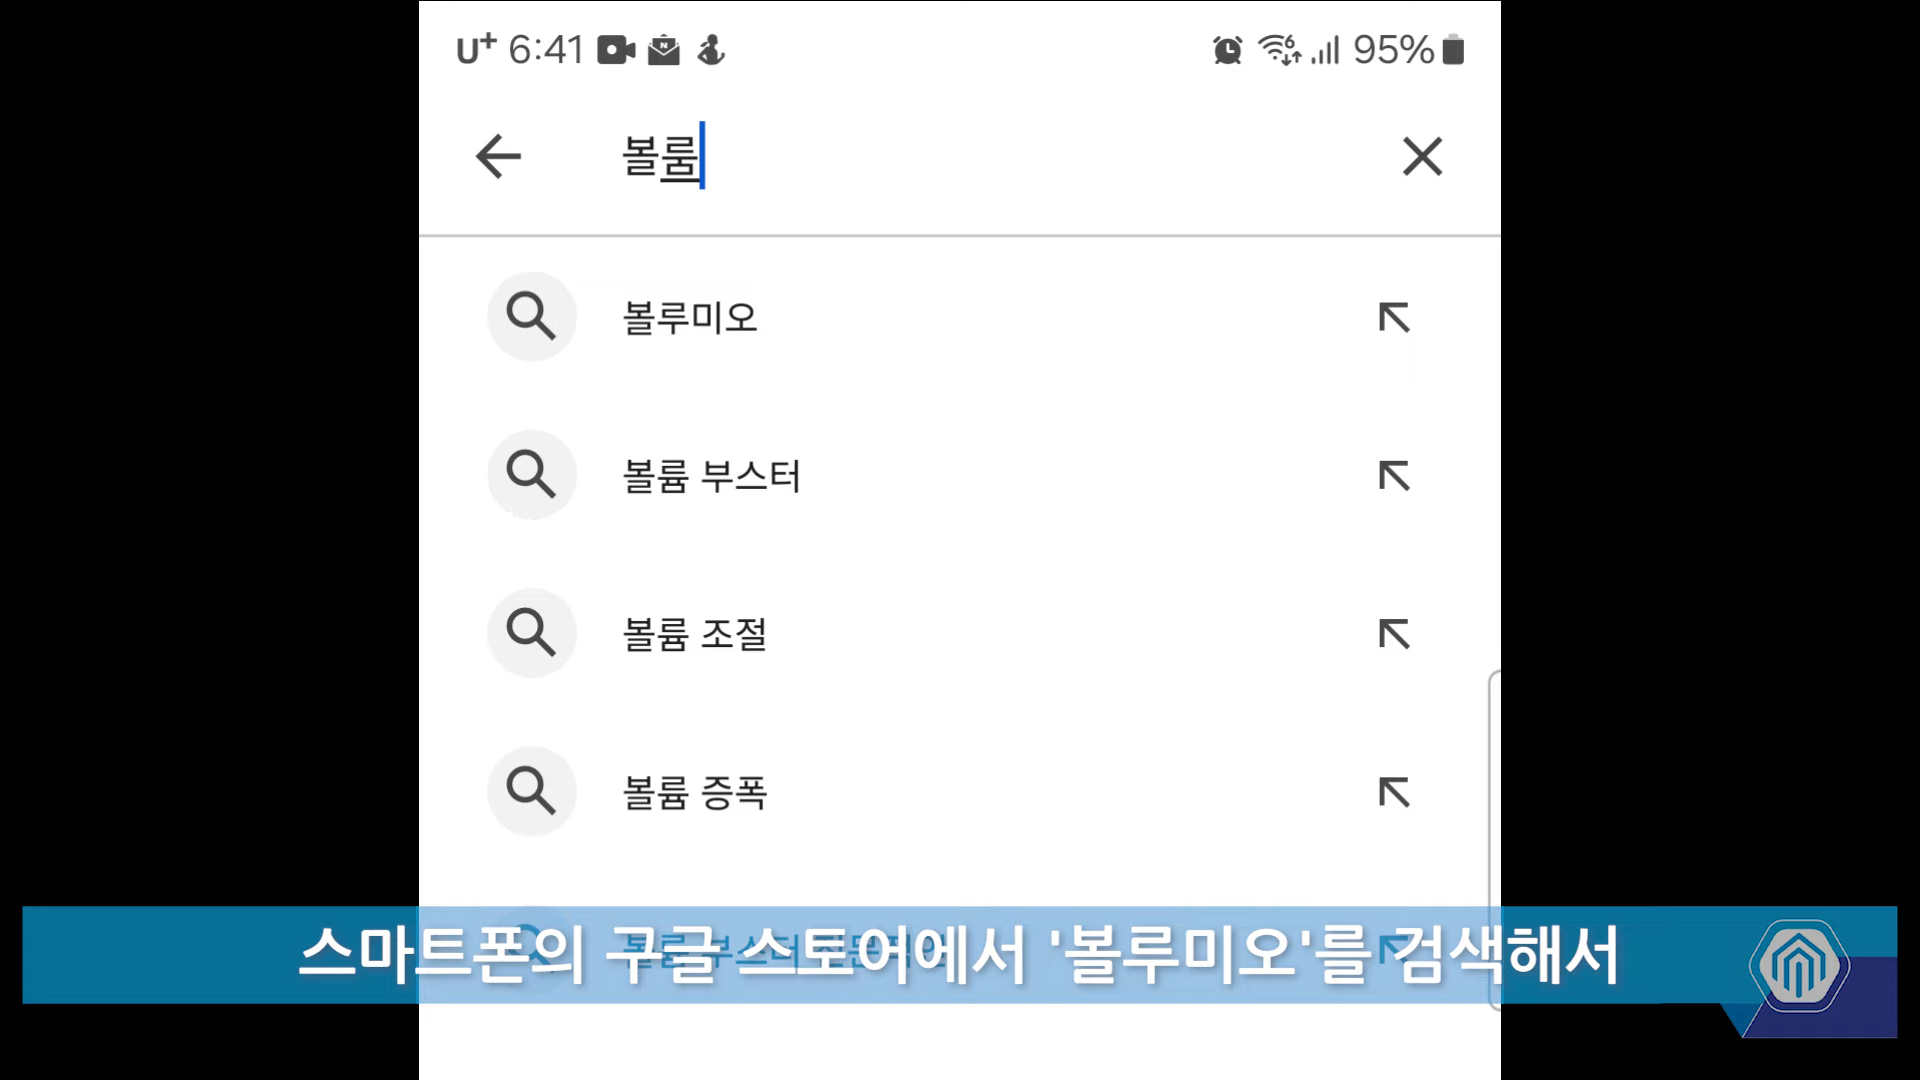 U+ 6:41 95%
볼룸
볼루미오
볼륨 부스터
볼륨 조절
볼륨 증폭
스마트폰의 구글 스토어에서 '볼루미오'를 검색해서